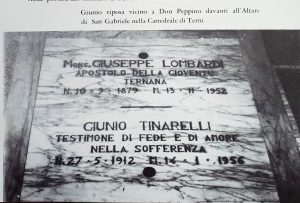 Giunio riposa vicino a Don Peppino davanti all'Altare
di San Gabriele nella Cattedrale di Terni.
MONS. GIUSEPPE LOMBARDI
APOSTOLO DELLA GIOVENTU'
TERNANA
N. 10 - 9 1879 M. 13 - 11 1952
GIUNIO TINARELLI
TESTIMONE DI FEDE E DI AMORE
NELLA SOFFERENZA
N. 27 - 5 - 1912 M. 14 - 1 - 1956